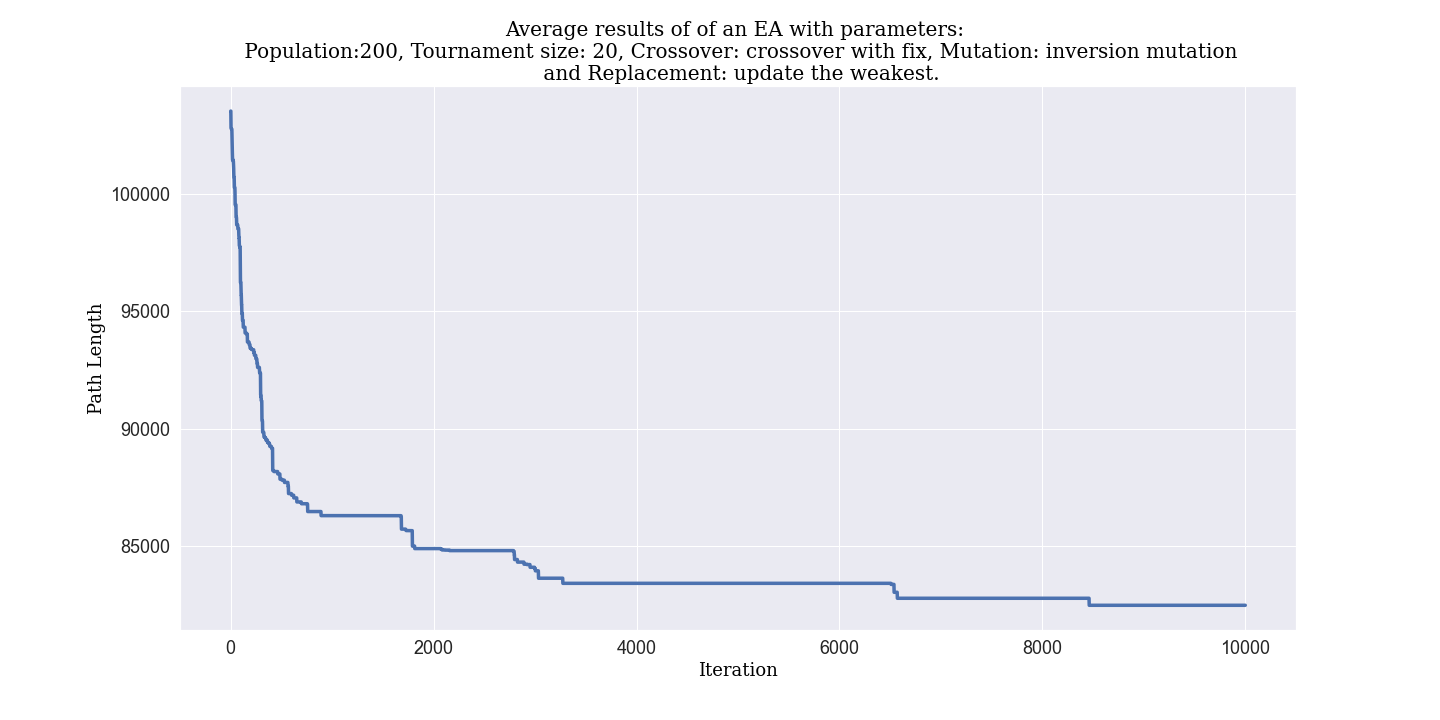 Average results of of an EA with parameters:
Population:200, Tournament size: 20, Crossover: crossover with fix, Mutation: inversion mutation
and Replacement: update the weakest.
100000
95000
90000
85000
Path Length
0 2000 4000 6000 8000 10000
Iteration